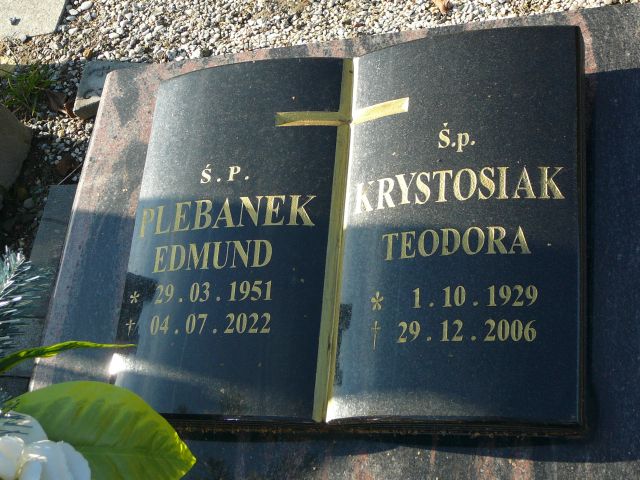 Ś.P.
PLEBANEK
EDMUND
* 29.03.1951
† 04.07.2022
Ś.p.
KRYSTOSIAK
TEODORA
* 1.10.1929
† 29.12.2006